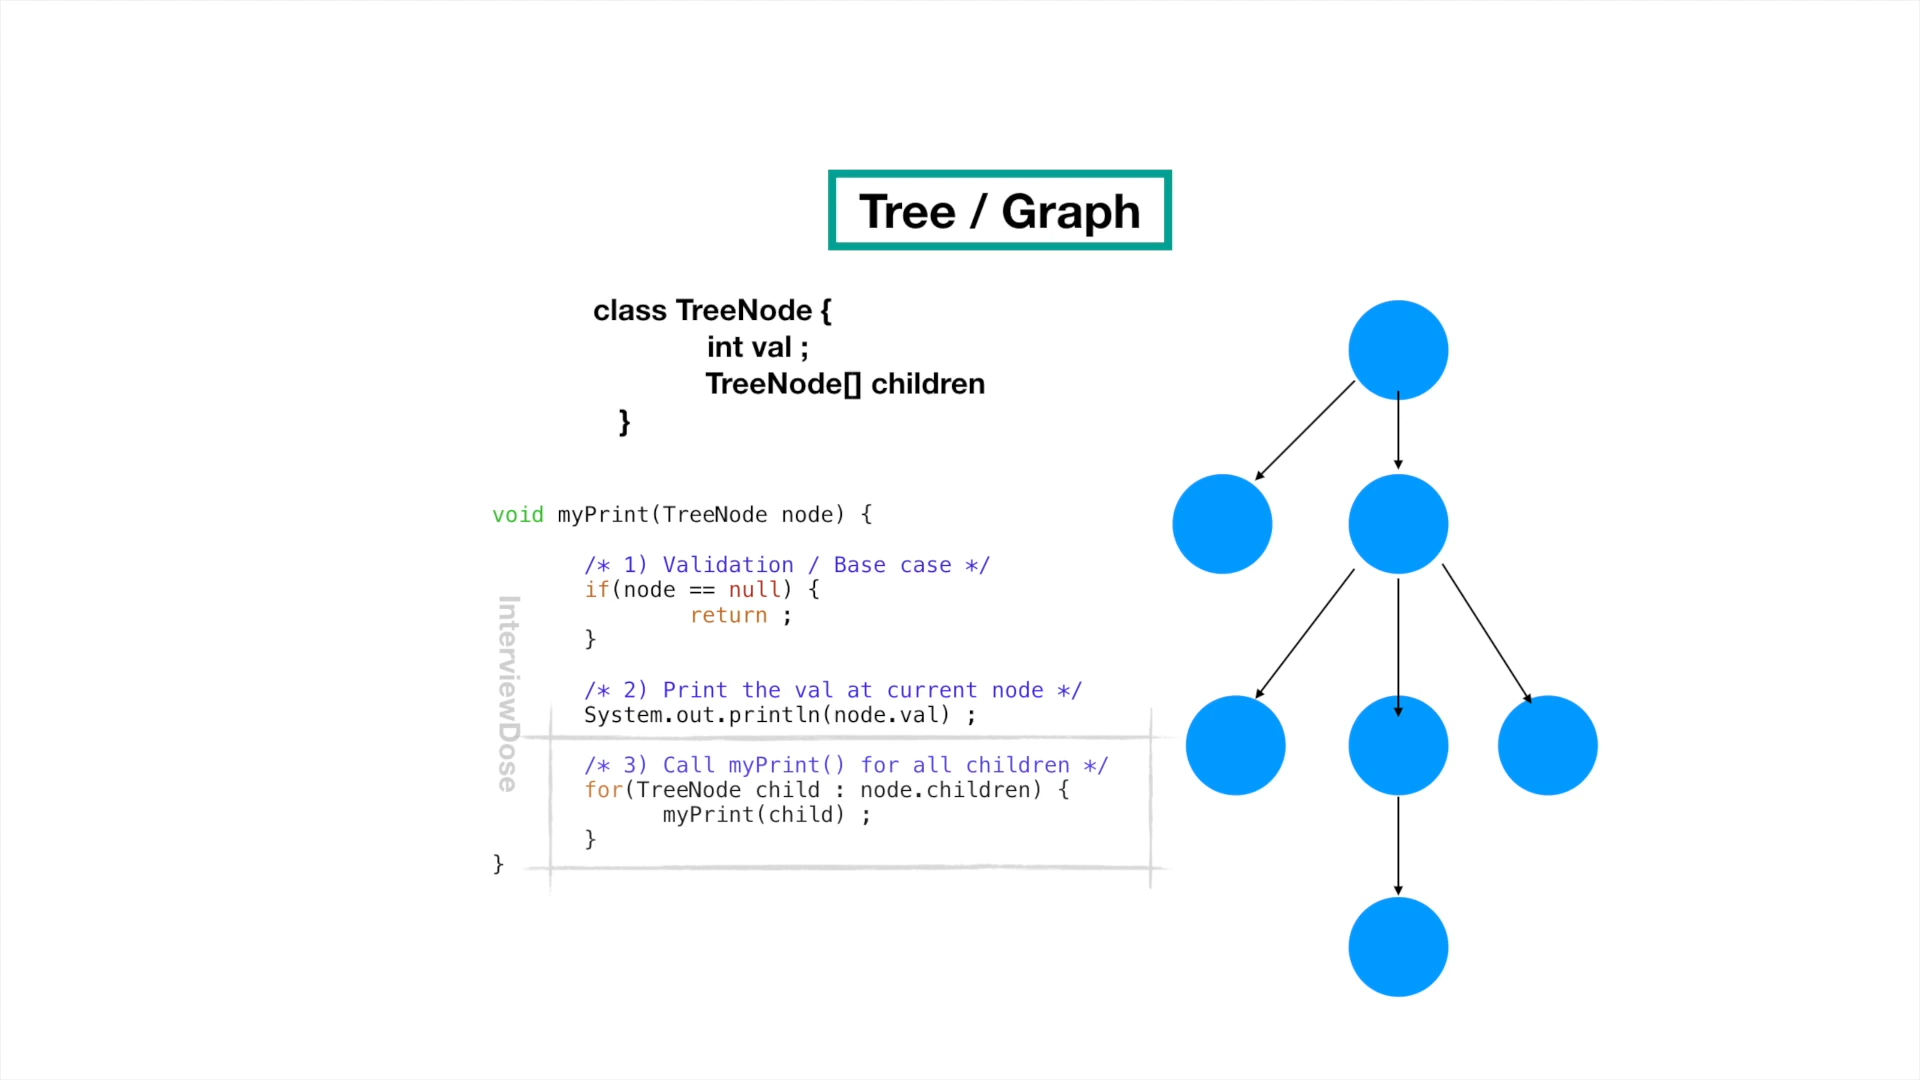 Tree / Graph
class TreeNode {
int val ;
TreeNode[] children
}
void myPrint(TreeNode node) {
/* 1) Validation / Base case */
if(node == null) {
return ;
}
/* 2) Print the val at current node */
System.out.println(node.val) ;
/* 3) Call myPrint() for all children */
for(TreeNode child : node.children) {
myPrint(child) ;
}
}
InterviewDose